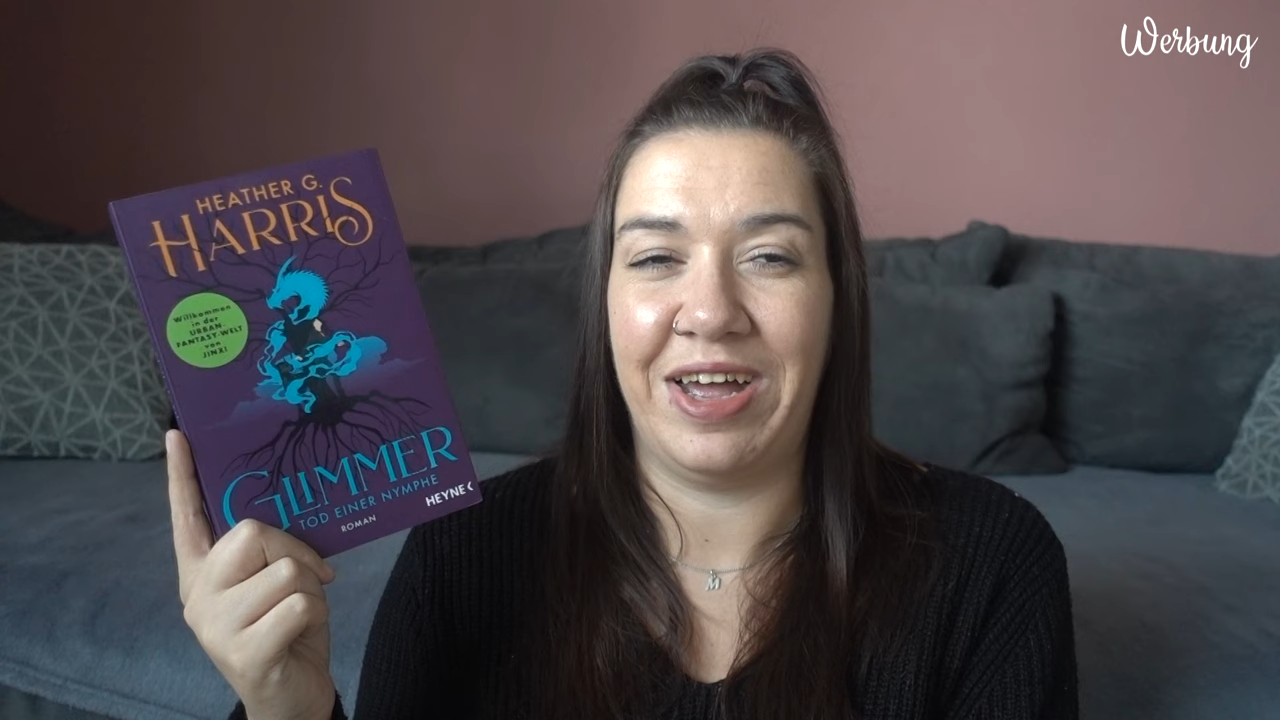 Werbung
HEATHER G.
HARRIS
Willkommen
in der
URBAN-
FANTASY-WELT
von
JINX!
GLIMMER
TOD EINER NYMPHE
HEYNE <
ROMAN
M